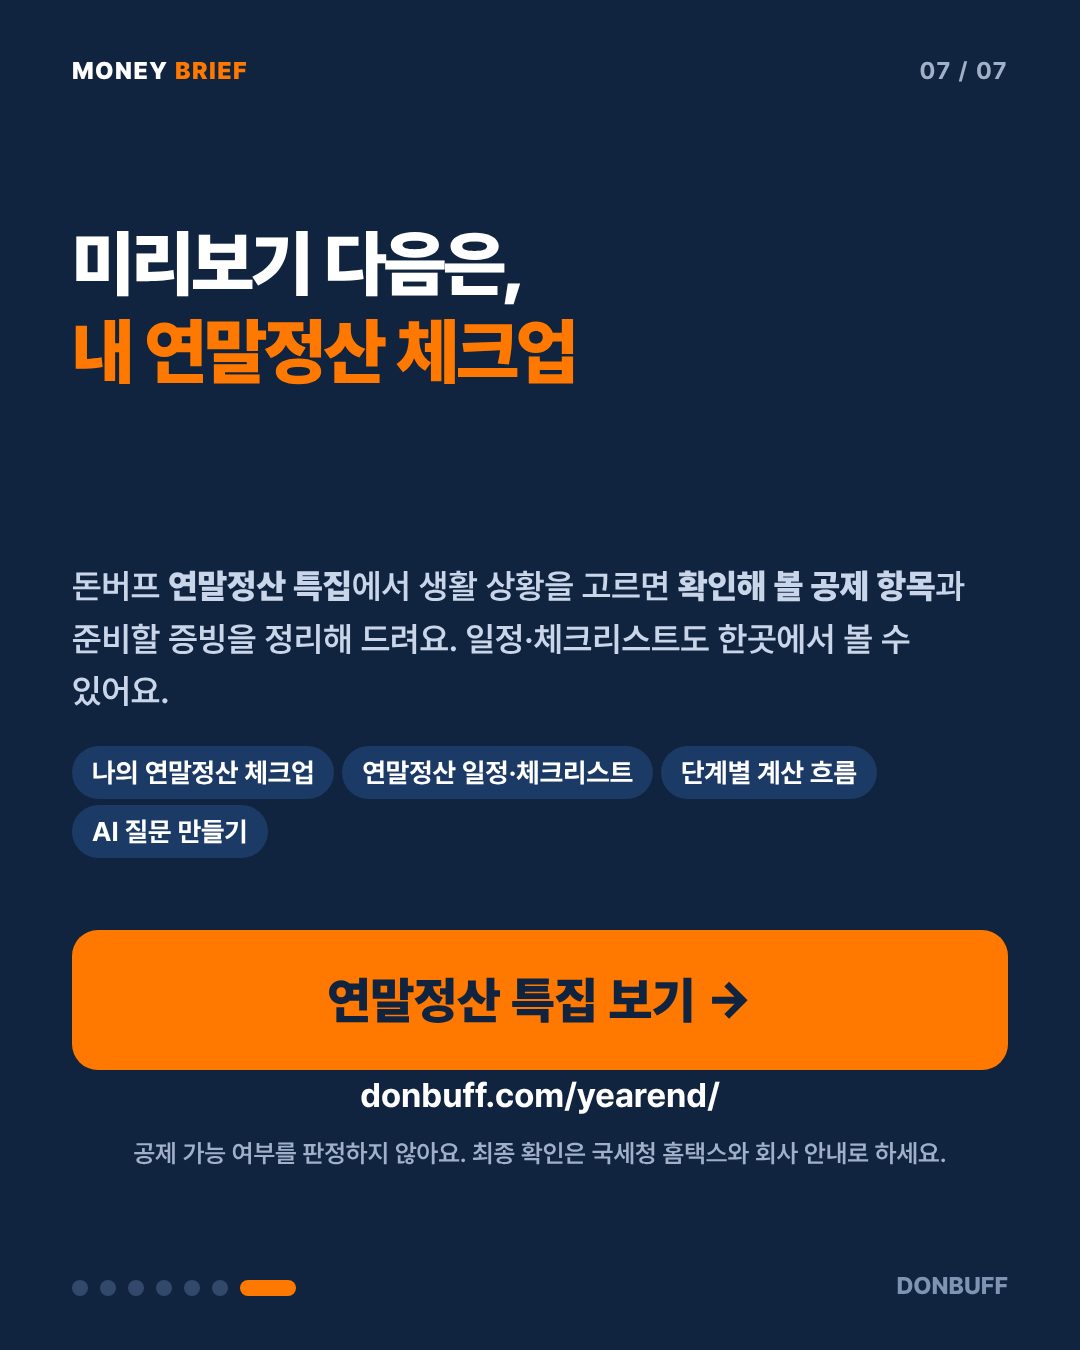 MONEY BRIEF
07 / 07
미리보기 다음은,
내 연말정산 체크업
돈버프 연말정산 특집에서 생활 상황을 고르면 확인해 볼 공제 항목과
준비할 증빙을 정리해 드려요. 일정·체크리스트도 한곳에서 볼 수
있어요.
나의 연말정산 체크업
연말정산 일정·체크리스트
단계별 계산 흐름
AI 질문 만들기
연말정산 특집 보기 →
donbuff.com/yearend/
공제 가능 여부를 판정하지 않아요. 최종 확인은 국세청 홈택스와 회사 안내로 하세요.
DONBUFF